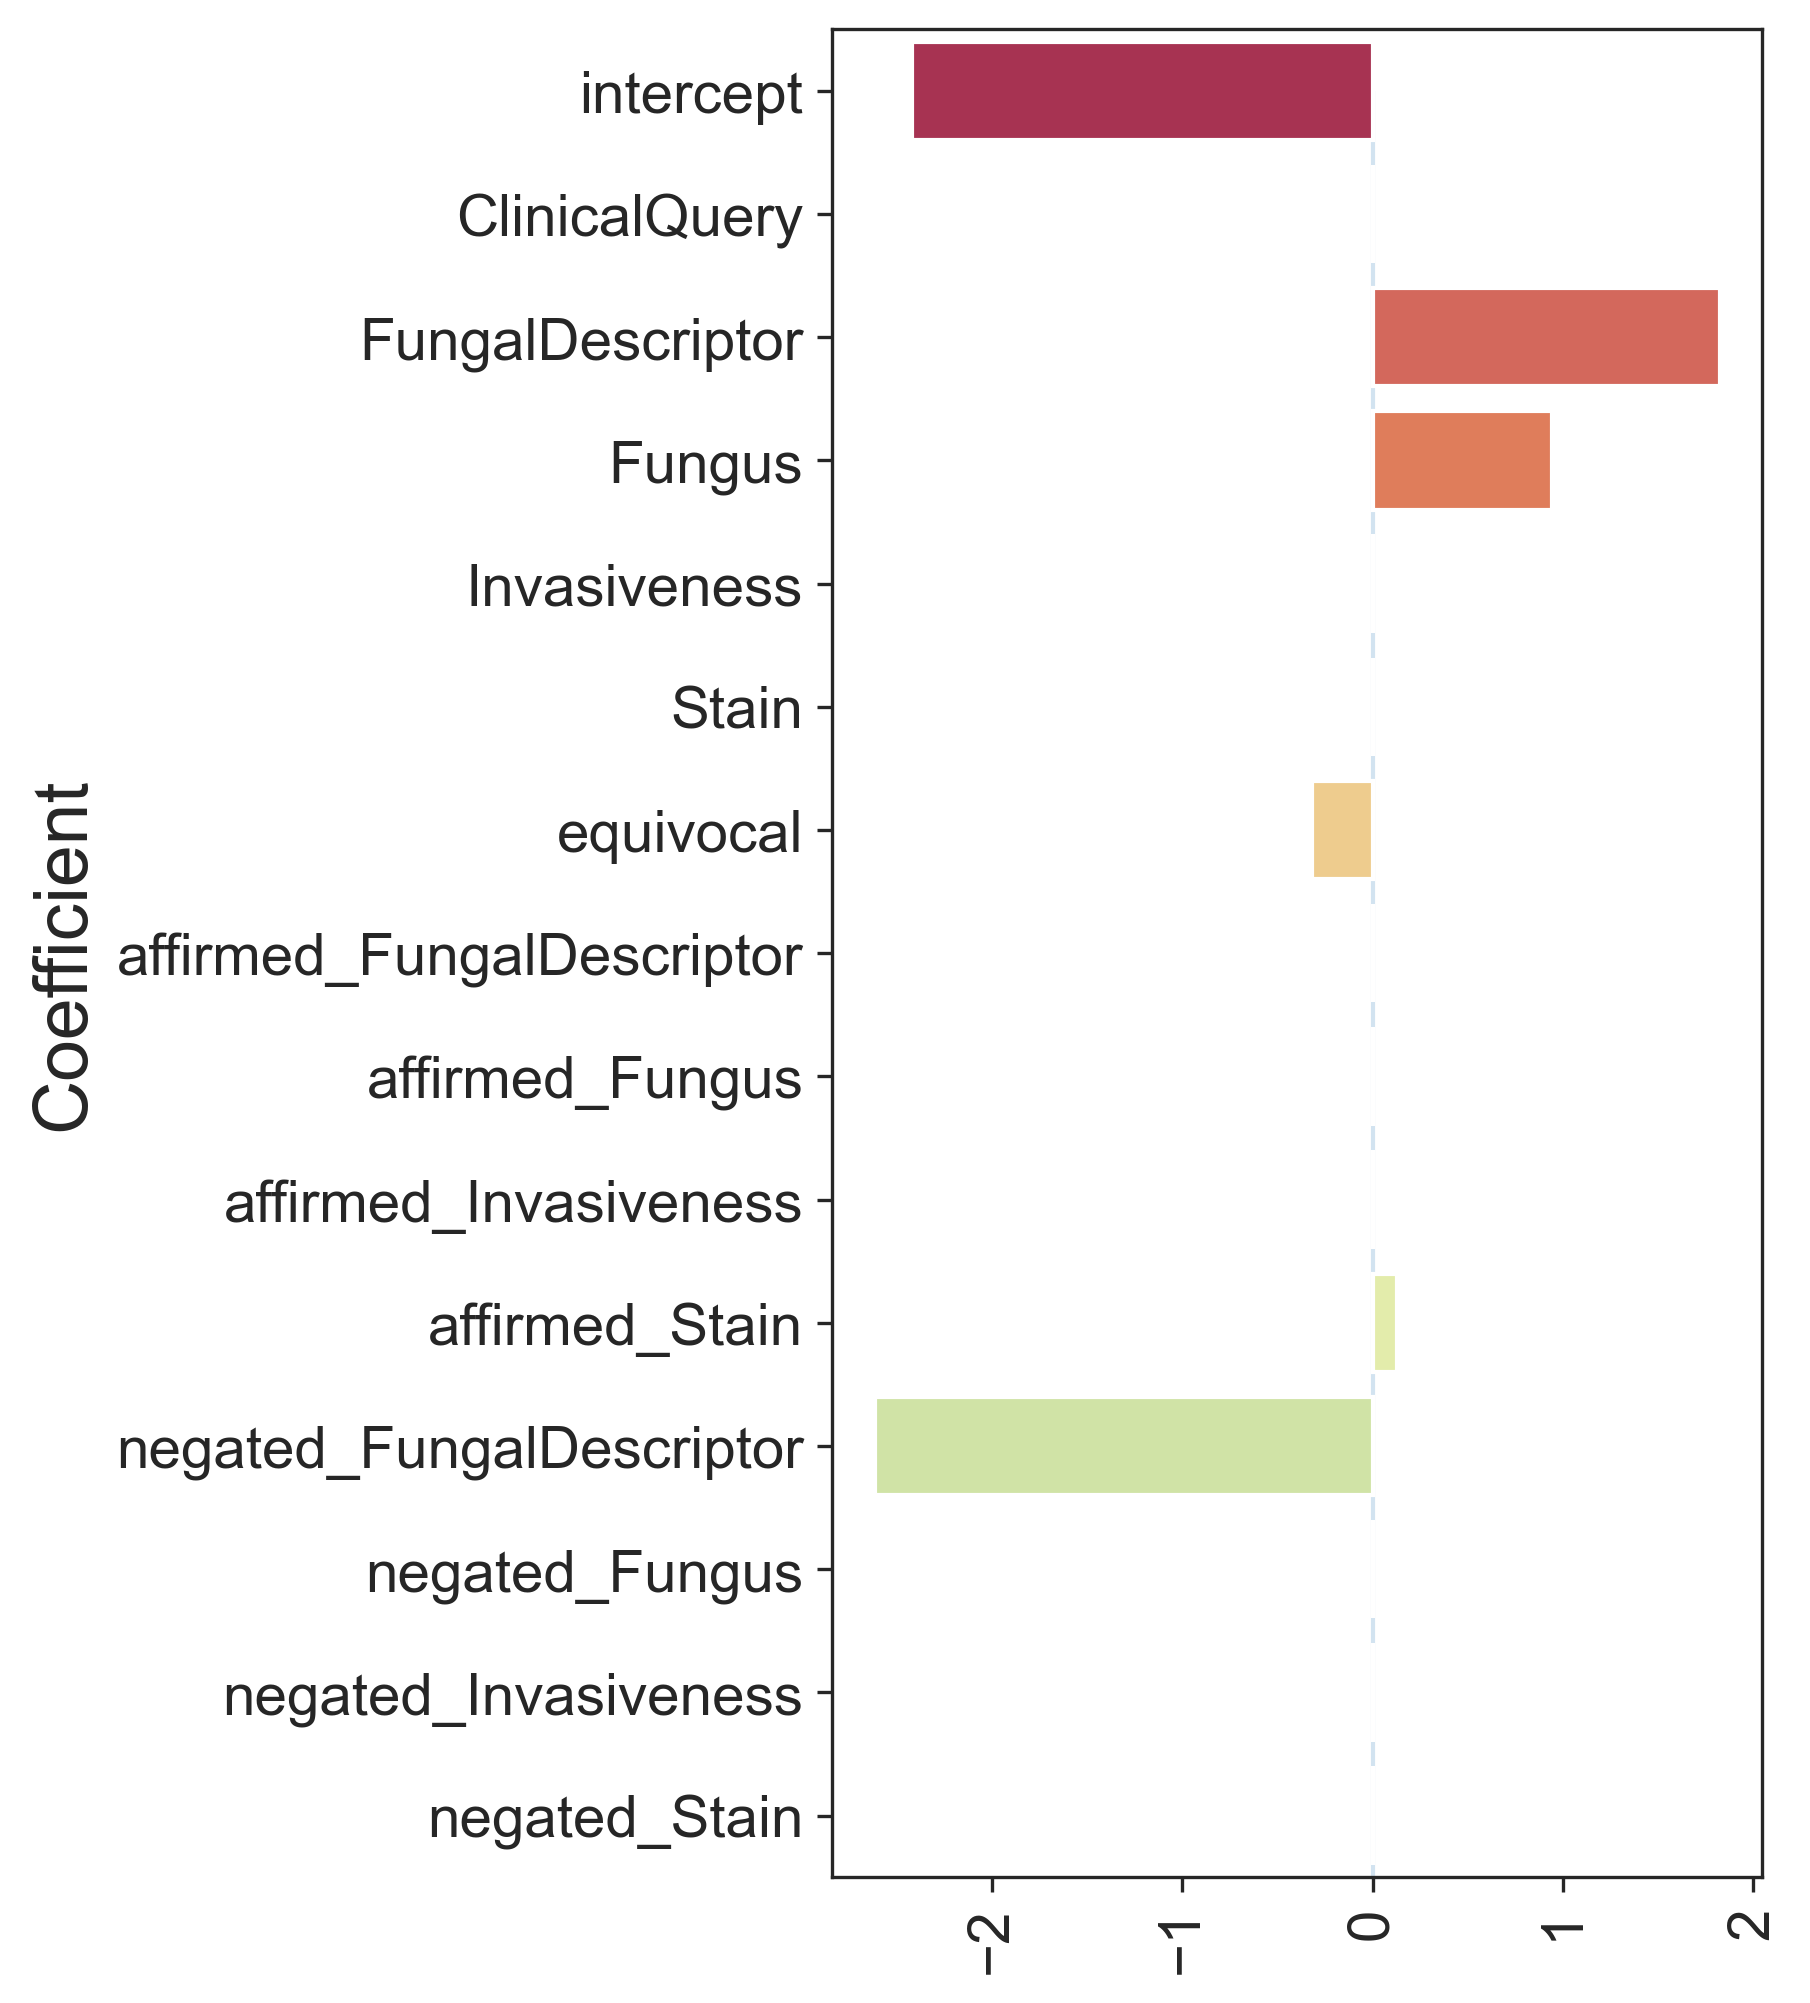 Coefficient
intercept
ClinicalQuery
FungalDescriptor
Fungus
Invasiveness
Stain
equivocal
affirmed_FungalDescriptor
affirmed_Fungus
affirmed_Invasiveness
affirmed_Stain
negated_FungalDescriptor
negated_Fungus
negated_Invasiveness
negated_Stain
−2
−1
0
1
2